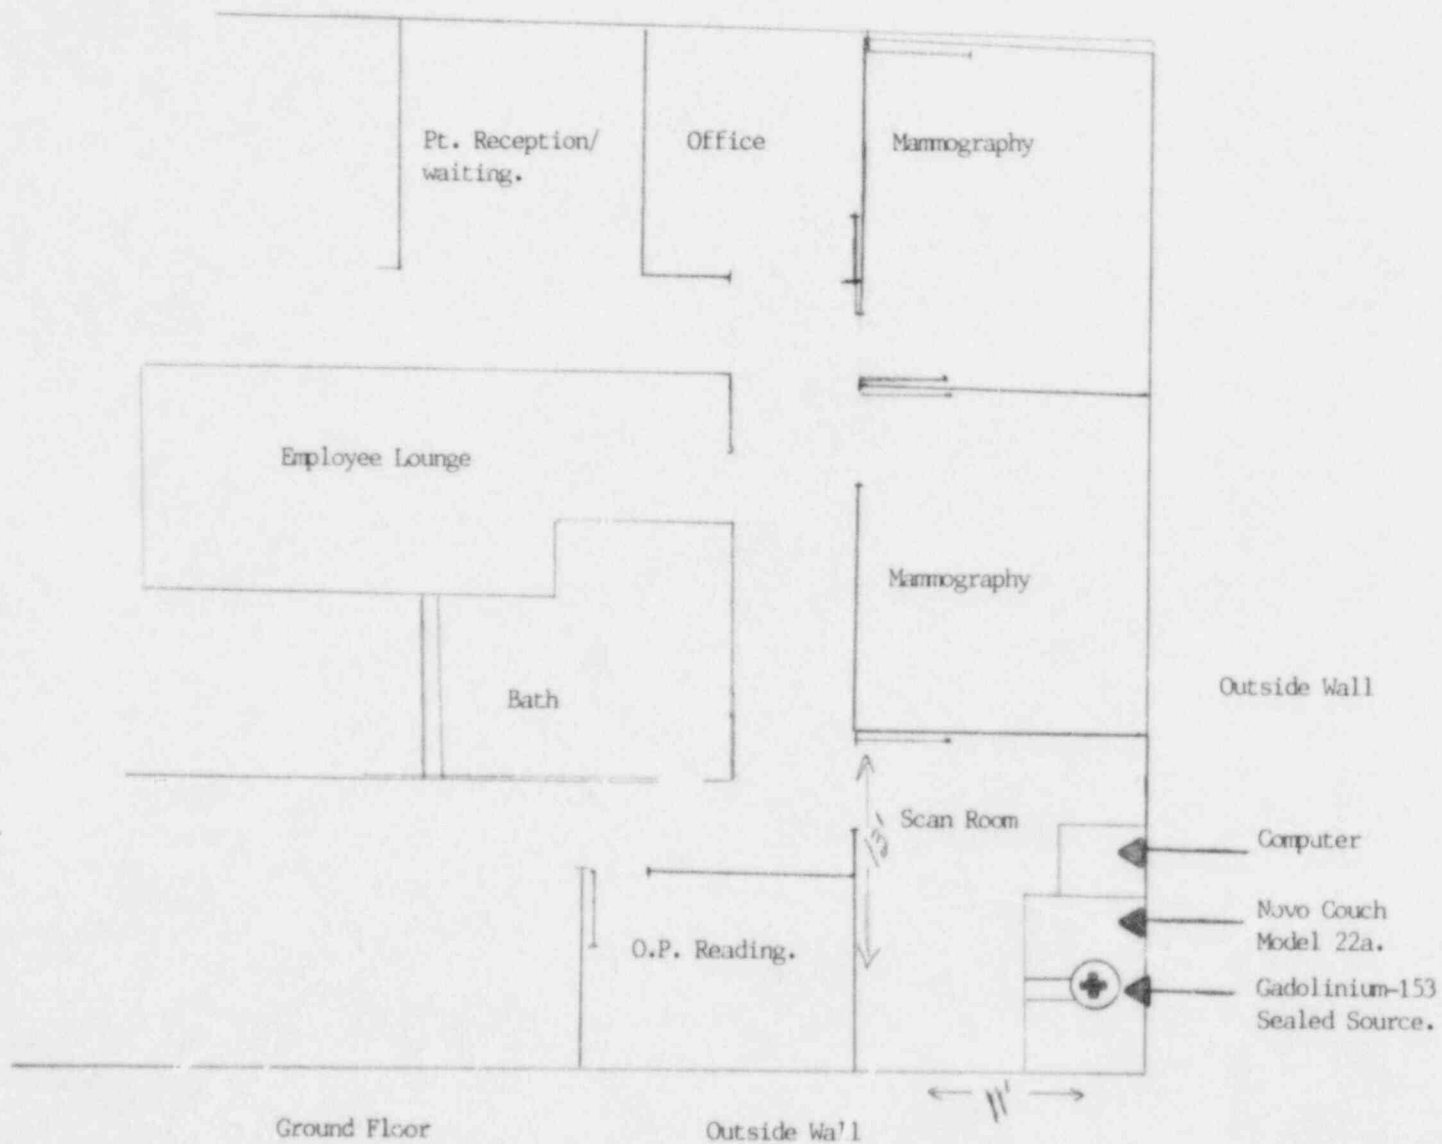 Pt. Reception/
waiting.
Office
Mammography
Employee Lounge
Mammography
Bath
Outside Wall
Scan Room
13'
Computer
Novo Couch
Model 22a.
O.P. Reading.
Gadolinium-153
Sealed Source.
11'
Ground Floor
Outside Wall